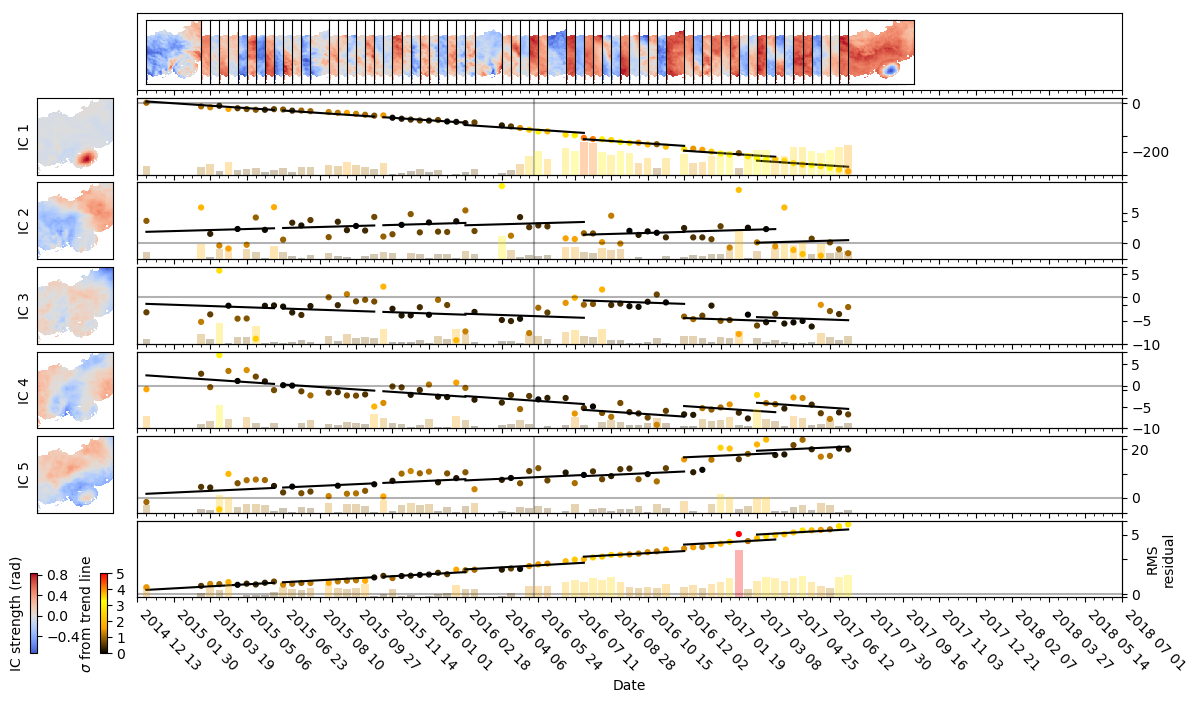 IC 1
0
−200
IC 2
5
0
IC 3
5
0
−5
−10
IC 4
5
0
−5
−10
IC 5
20
0
5
0
RMS
residual
IC strength (rad)
0.8
0.4
0.0
−0.4
σ from trend line
5
4
3
2
1
0
2014 12 13
2015 01 30
2015 03 19
2015 05 06
2015 06 23
2015 08 10
2015 09 27
2015 11 14
2016 01 01
2016 02 18
2016 04 06
2016 05 24
2016 07 11
2016 08 28
2016 10 15
2016 12 02
2017 01 19
2017 03 08
2017 04 25
2017 06 12
2017 07 30
2017 09 16
2017 11 03
2017 12 21
2018 02 07
2018 03 27
2018 05 14
2018 07 01
Date